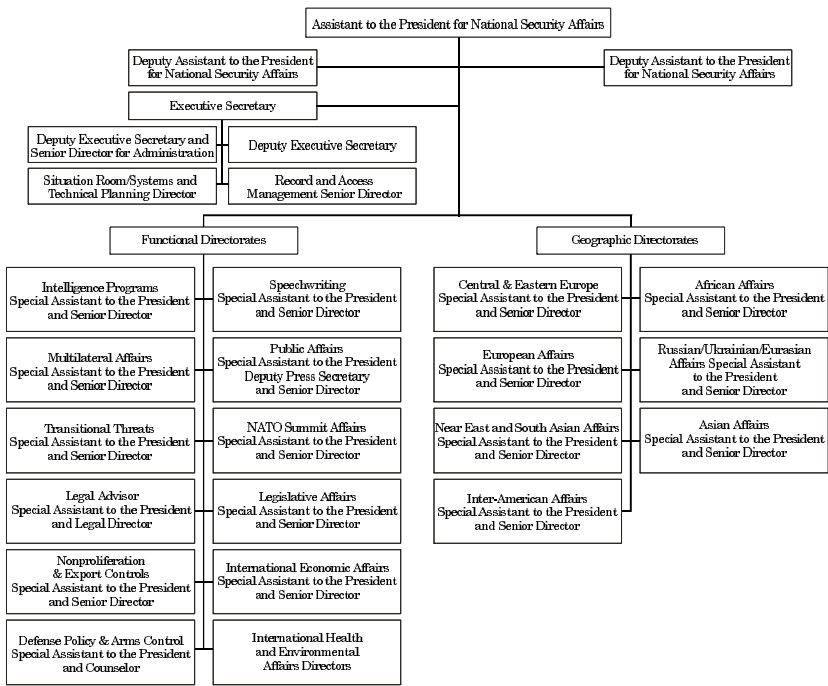 Assistant to the President for National Security Affairs
Deputy Assistant to the President
for National Security Affairs
Deputy Assistant to the President
for National Security Affairs
Executive Secretary
Deputy Executive Secretary and
Senior Director for Administration
Deputy Executive Secretary
Situation Room/Systems and
Technical Planning Director
Record and Access
Management Senior Director
Functional Directorates
Geographic Directorates
Intelligence Programs
Special Assistant to the President
and Senior Director
Speechwriting
Special Assistant to the President
and Senior Director
Central & Eastern Europe
Special Assistant to the President
and Senior Director
African Affairs
Special Assistant to the President
and Senior Director
Multilateral Affairs
Special Assistant to the President
and Senior Director
Public Affairs
Special Assistant to the President
Deputy Press Secretary
and Senior Director
European Affairs
Special Assistant to the President
and Senior Director
Russian/Ukrainian/Eurasian
Affairs Special Assistant
to the President
and Senior Director
Transitional Threats
Special Assistant to the President
and Senior Director
NATO Summit Affairs
Special Assistant to the President
and Senior Director
Near East and South Asian Affairs
Special Assistant to the President
and Senior Director
Asian Affairs
Special Assistant to the President
and Senior Director
Legal Advisor
Special Assistant to the President
and Legal Director
Legislative Affairs
Special Assistant to the President
and Senior Director
Inter-American Affairs
Special Assistant to the President
and Senior Director
Nonproliferation
& Export Controls
Special Assistant to the President
and Senior Director
International Economic Affairs
Special Assistant to the President
and Senior Director
Defense Policy & Arms Control
Special Assistant to the President
and Counselor
International Health
and Environmental
Affairs Directors